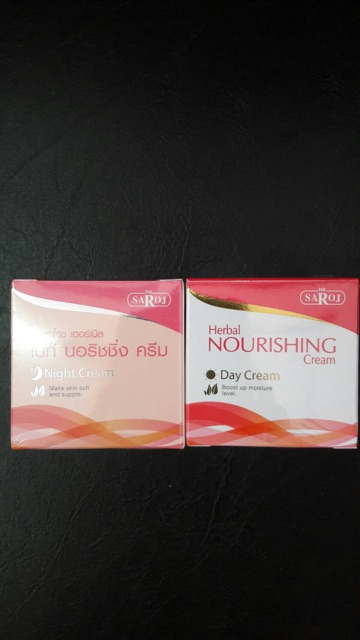 THE
SAROJ
เฮอร์เบิล
ไนท์ นอริชชิ่ง ครีม
Night Cream
Make skin soft
and supple.
THE
SAROJ
Herbal
NOURISHING
Cream
Day Cream
Boost up moisture
level.